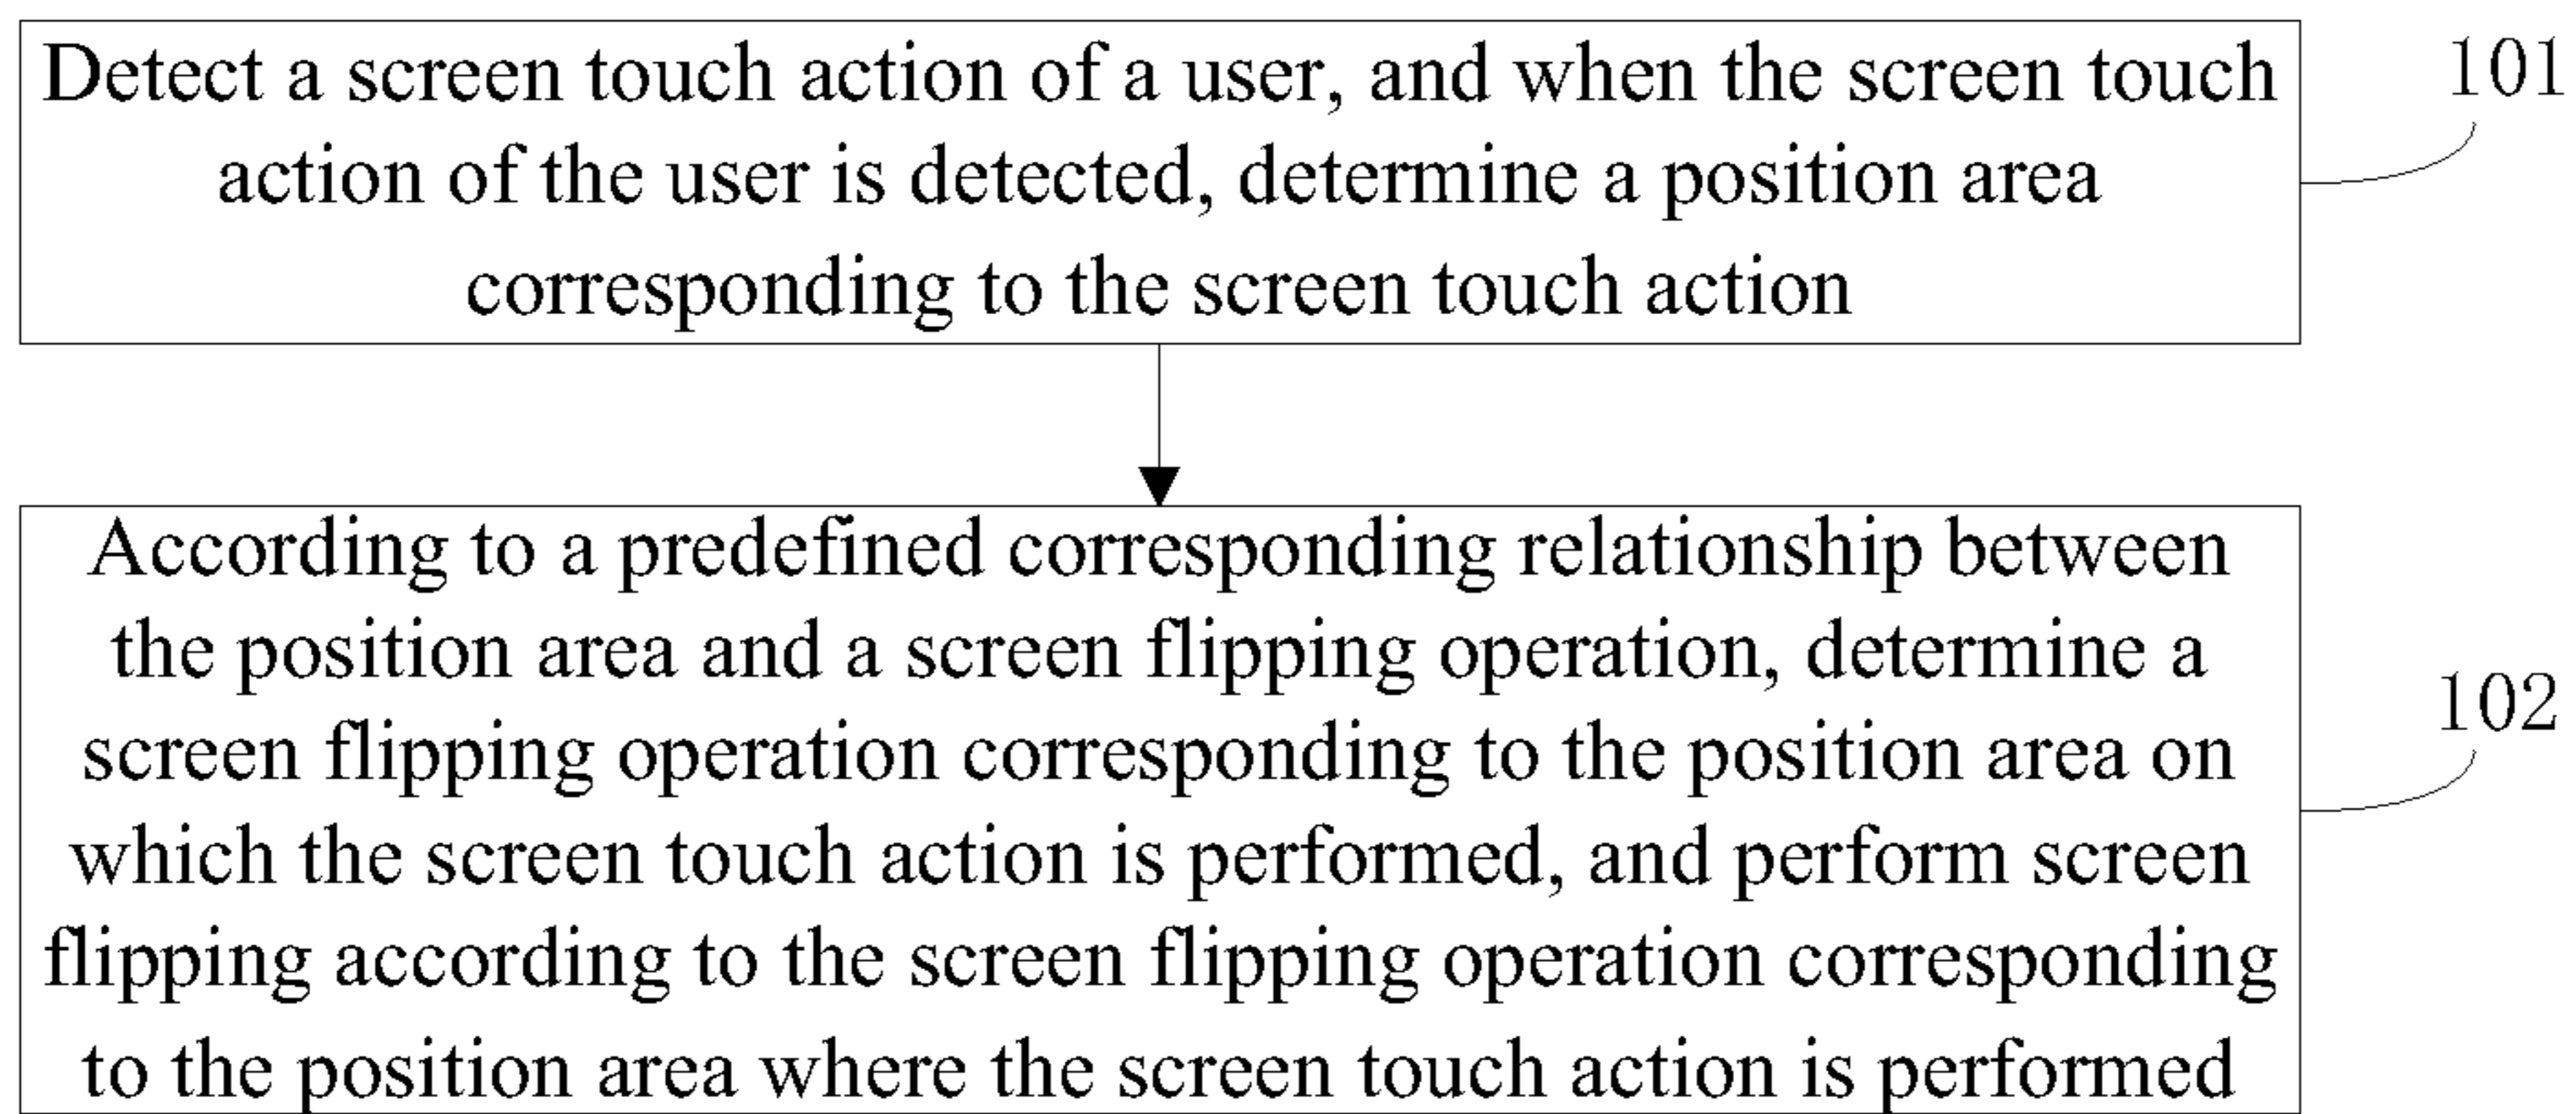 Detect a screen touch action of a user, and when the screen touch
action of the user is detected, determine a position area
corresponding to the screen touch action
101
According to a predefined corresponding relationship between
the position area and a screen flipping operation, determine a
screen flipping operation corresponding to the position area on
which the screen touch action is performed, and perform screen
flipping according to the screen flipping operation corresponding
to the position area where the screen touch action is performed
102